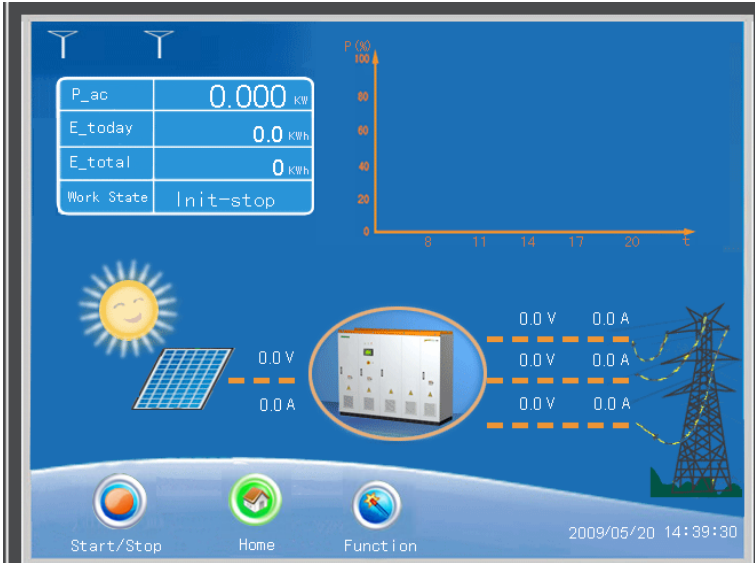 P(%)
100
80
60
40
20
0
8 11 14 17 20 t
P_ac 0.000 KW
E_today 0.0 KWh
E_total 0 KWh
Work State Init-stop
0.0 V
0.0 A
0.0 V 0.0 A
0.0 V 0.0 A
0.0 V 0.0 A
Start/Stop
Home
Function
2009/05/20 14:39:30